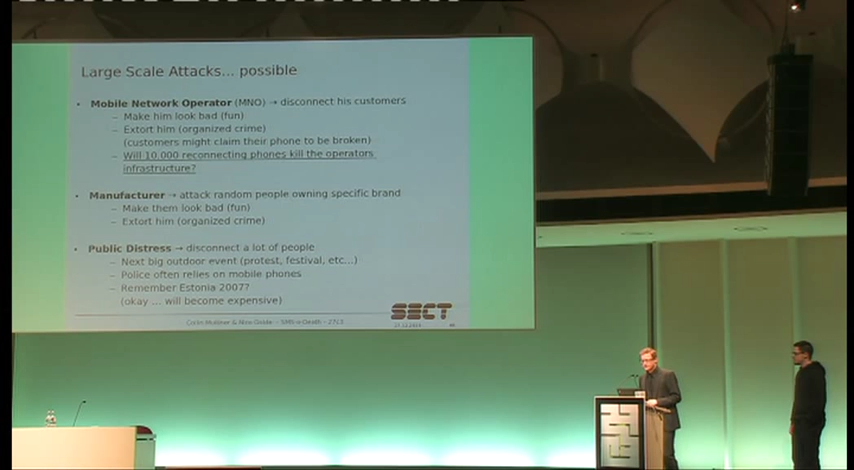 Large Scale Attacks... possible
• Mobile Network Operator (MNO) → disconnect his customers
– Make him look bad (fun)
– Extort him (organized crime)
(customers might claim their phone to be broken)
– Will 10.000 reconnecting phones kill the operators
infrastructure?
• Manufacturer → attack random people owning specific brand
– Make them look bad (fun)
– Extort him (organized crime)
• Public Distress → disconnect a lot of people
– Next big outdoor event (protest, festival, etc...)
– Police often relies on mobile phones
– Remember Estonia 2007?
(okay ... will become expensive)
SECT